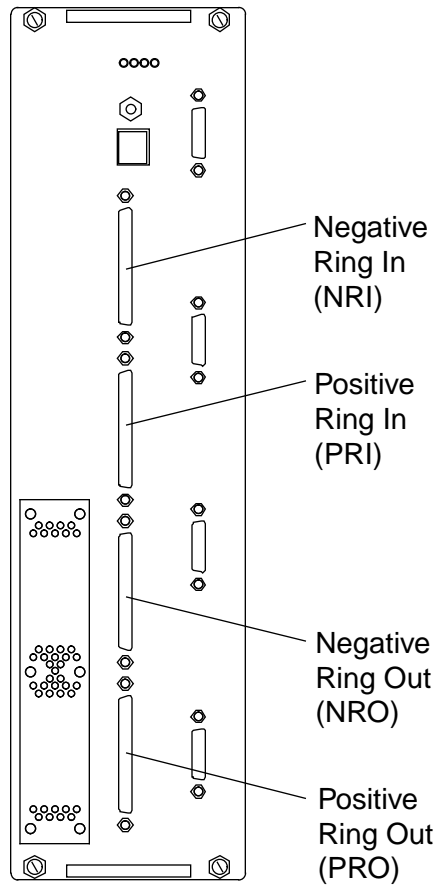 Negative
Ring In
(NRI)
Positive
Ring In
(PRI)
Negative
Ring Out
(NRO)
Positive
Ring Out
(PRO)